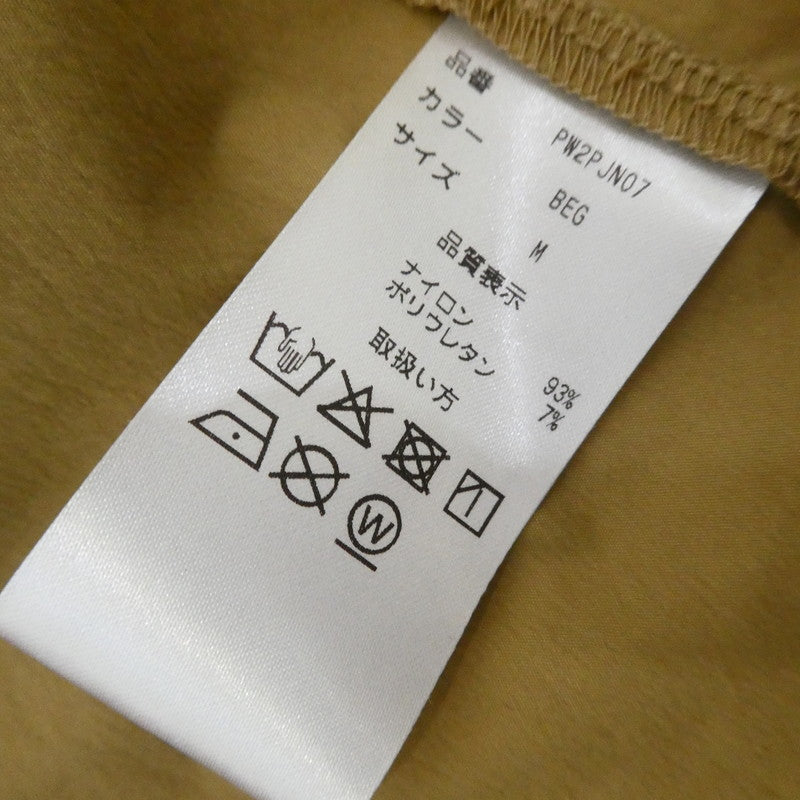 品番 PW2PJN07
カラー BEG
サイズ M
品質表示
ナイロン 93%
ポリウレタン 7%
取扱い方
W